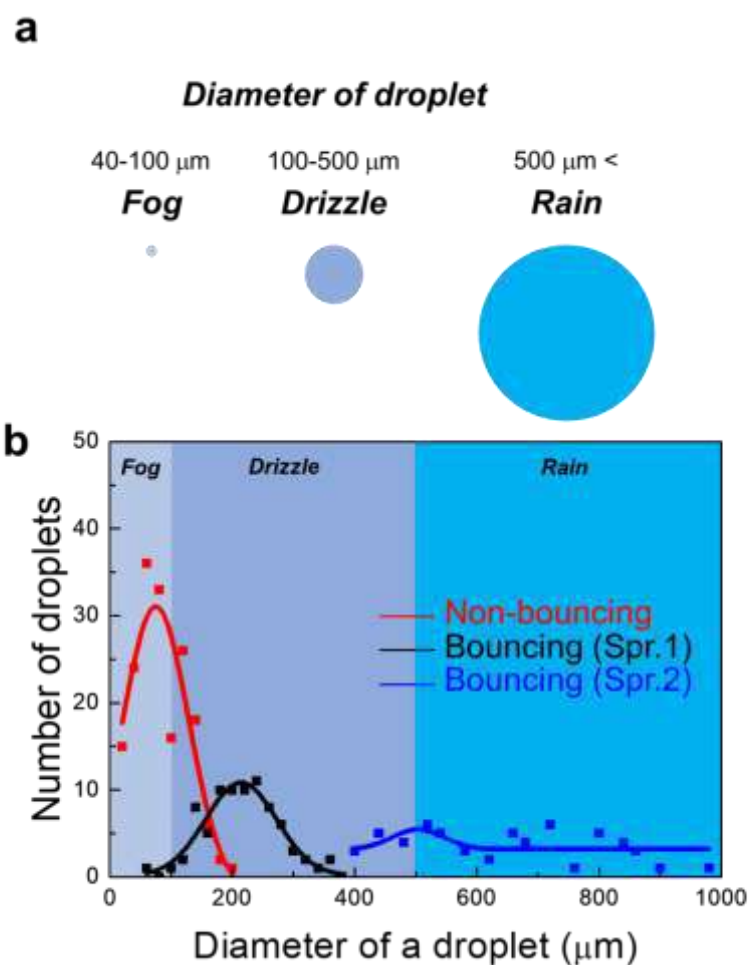 a
Diameter of droplet
40-100 μm 100-500 μm 500 μm <
Fog Drizzle Rain
b
50
40
30
20
10
0
Number of droplets
Fog Drizzle Rain
Non-bouncing
Bouncing (Spr.1)
Bouncing (Spr.2)
0 200 400 600 800 1000
Diameter of a droplet (μm)